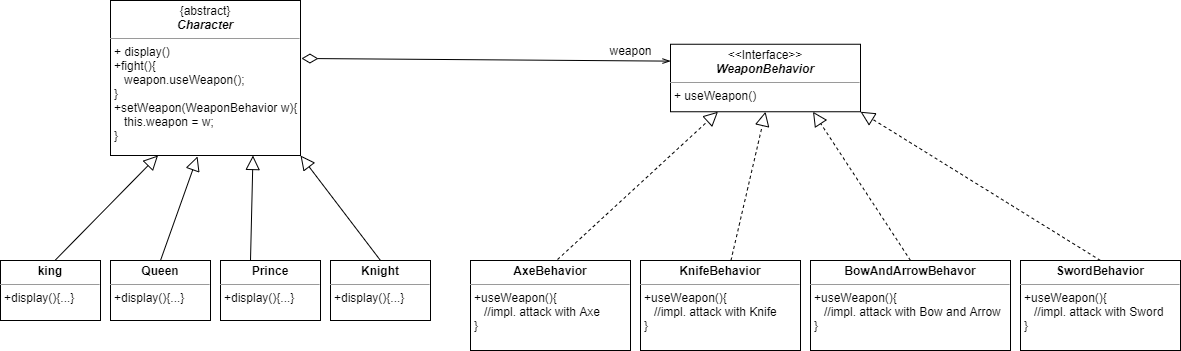 {abstract}
Character
+ display()
+fight(){
weapon.useWeapon();
}
+setWeapon(WeaponBehavior w){
this.weapon = w;
}
weapon
<<Interface>>
WeaponBehavior
+ useWeapon()
king
+display(){...}
Queen
+display(){...}
Prince
+display(){...}
Knight
+display(){...}
AxeBehavior
+useWeapon(){
//impl. attack with Axe
}
KnifeBehavior
+useWeapon(){
//impl. attack with Knife
}
BowAndArrowBehavor
+useWeapon(){
//impl. attack with Bow and Arrow
}
SwordBehavior
+useWeapon(){
//impl. attack with Sword
}